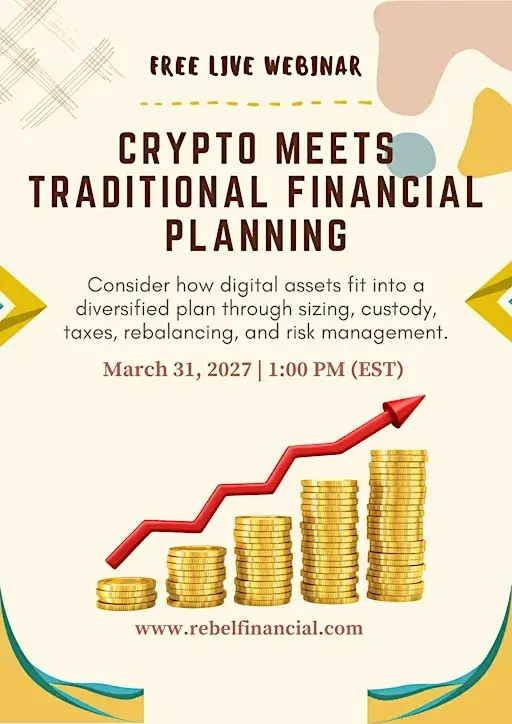 FREE LIVE WEBINAR
CRYPTO MEETS
TRADITIONAL FINANCIAL
PLANNING
Consider how digital assets fit into a
diversified plan through sizing, custody,
taxes, rebalancing, and risk management.
March 31, 2027 | 1:00 PM (EST)
www.rebelfinancial.com